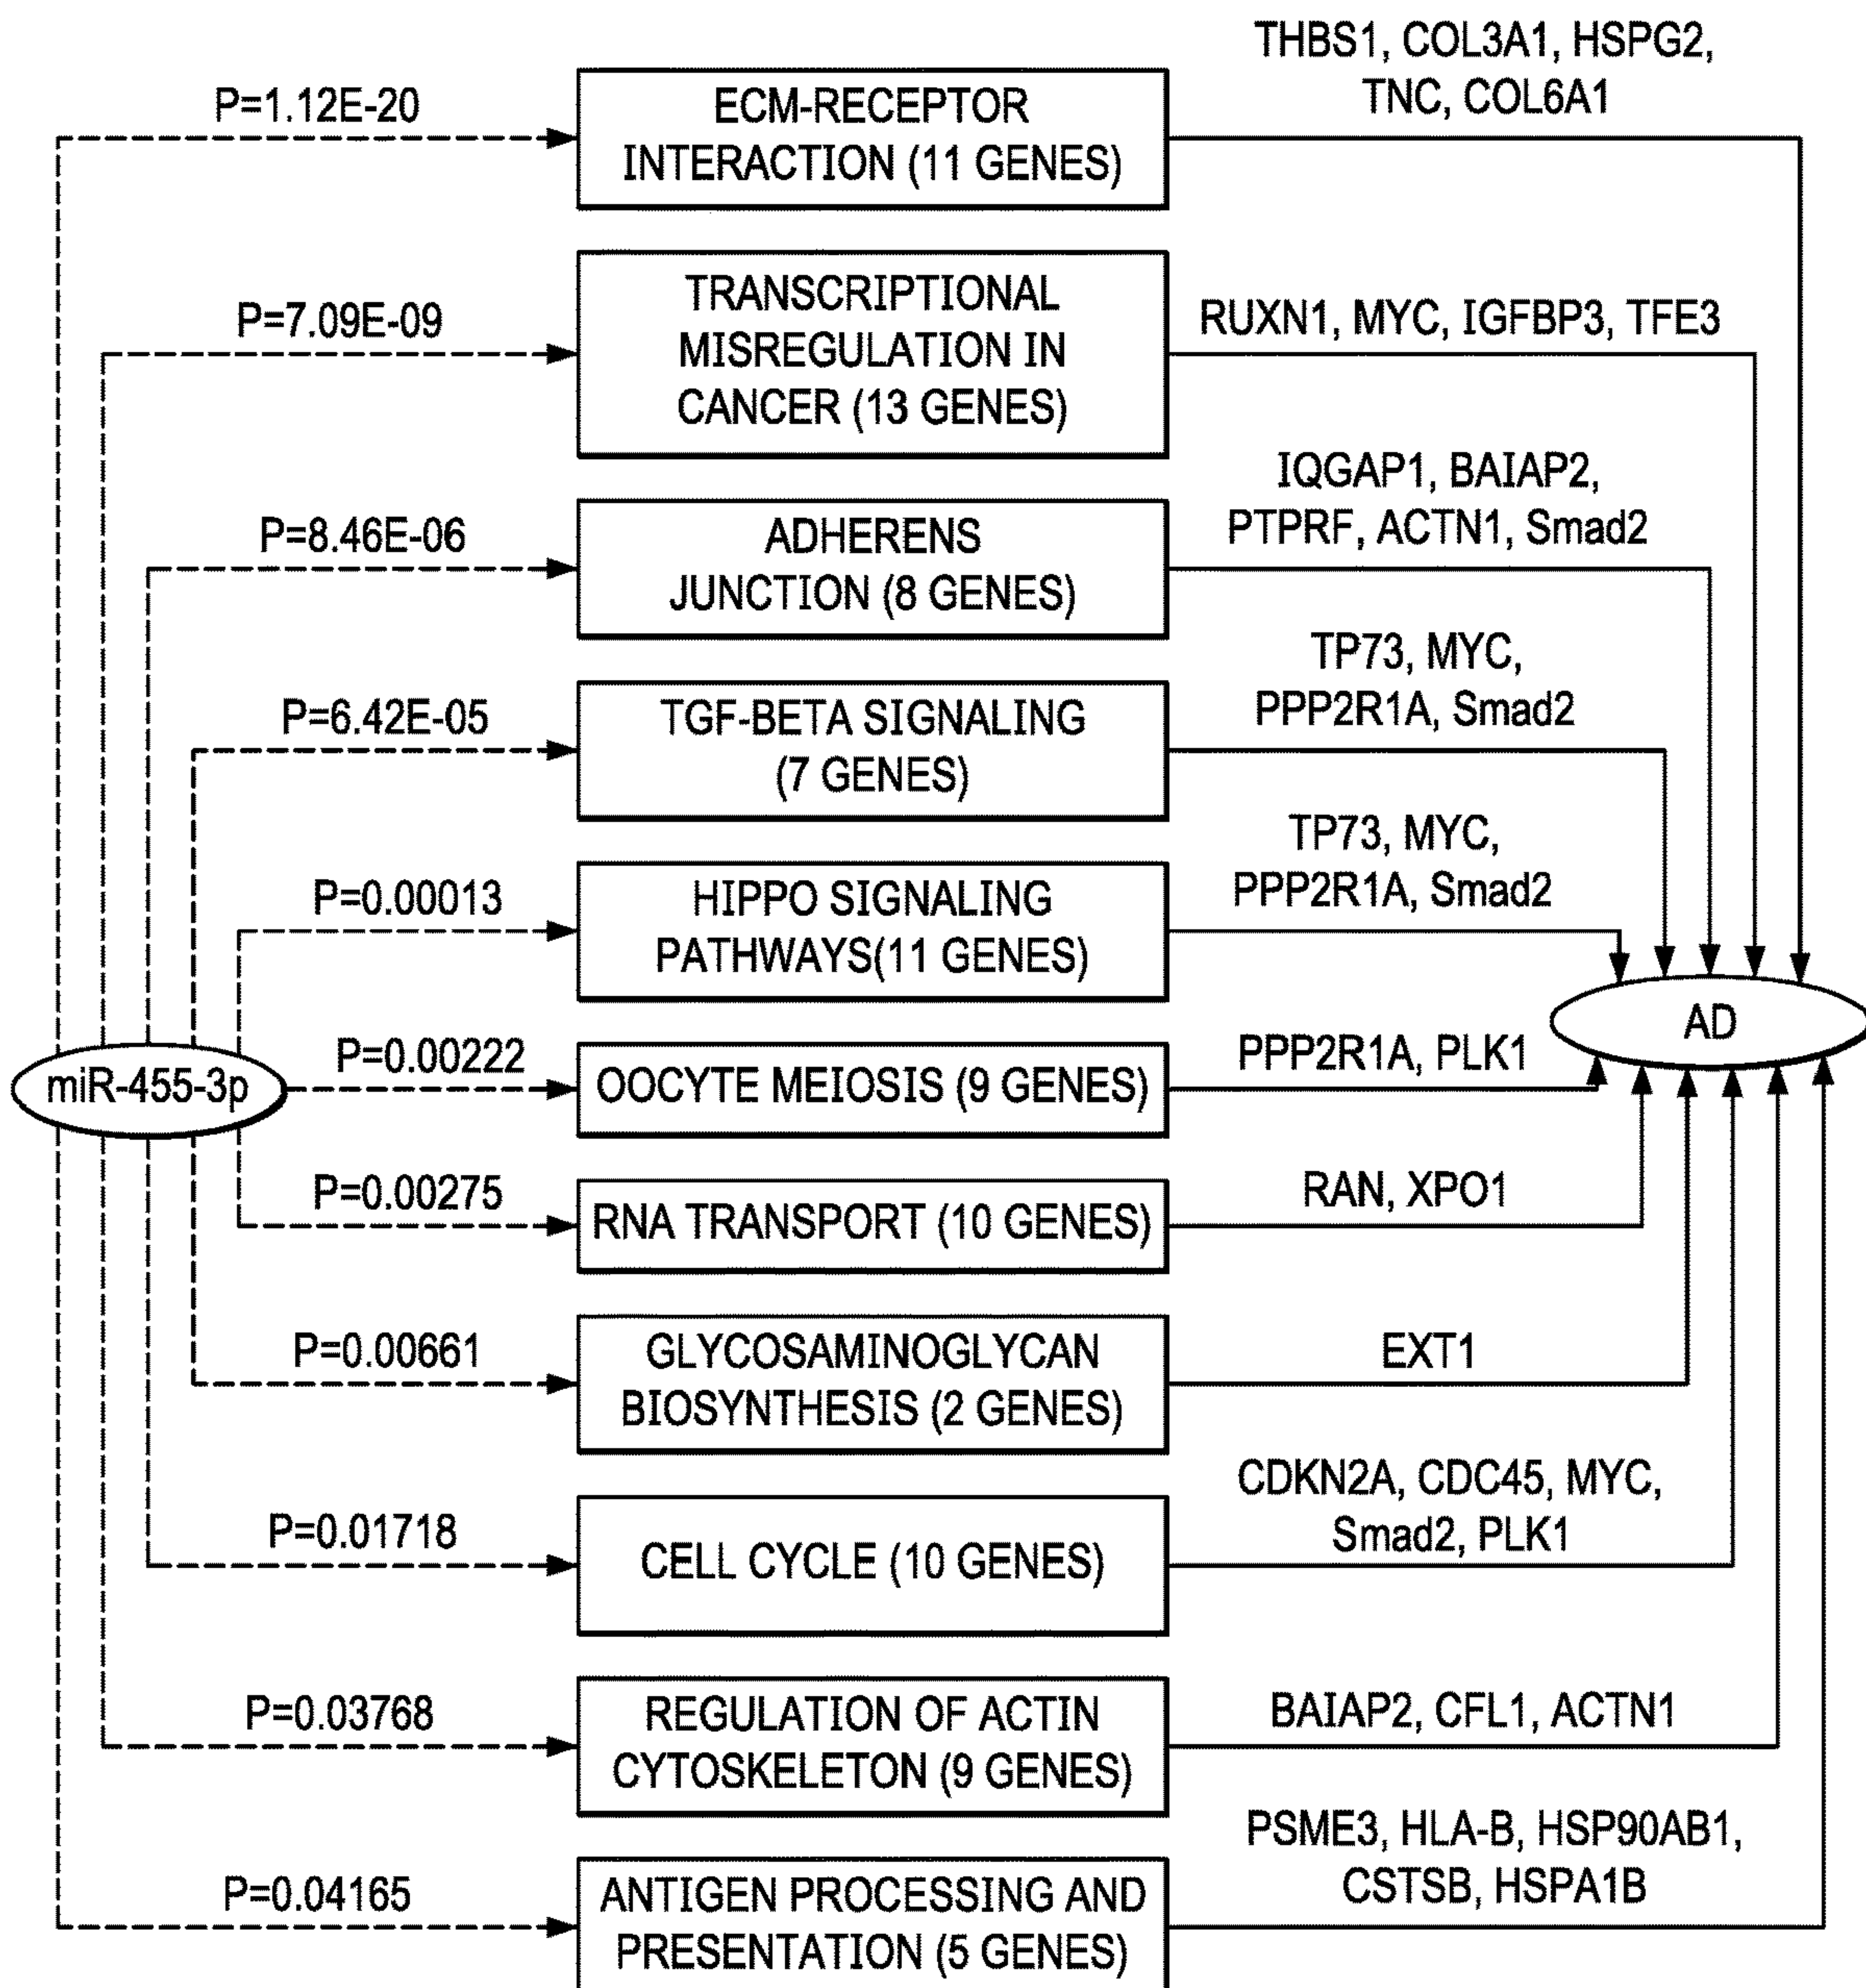 THBS1, COL3A1, HSPG2,
TNC, COL6A1
P=1.12E-20
ECM-RECEPTOR
INTERACTION (11 GENES)
P=7.09E-09
TRANSCRIPTIONAL
MISREGULATION IN
CANCER (13 GENES)
RUXN1, MYC, IGFBP3, TFE3
P=8.46E-06
ADHERENS
JUNCTION (8 GENES)
IQGAP1, BAIAP2,
PTPRF, ACTN1, Smad2
P=6.42E-05
TGF-BETA SIGNALING
(7 GENES)
TP73, MYC,
PPP2R1A, Smad2
P=0.00013
HIPPO SIGNALING
PATHWAYS(11 GENES)
TP73, MYC,
PPP2R1A, Smad2
AD
miR-455-3p
P=0.00222
OOCYTE MEIOSIS (9 GENES)
PPP2R1A, PLK1
P=0.00275
RNA TRANSPORT (10 GENES)
RAN, XPO1
P=0.00661
GLYCOSAMINOGLYCAN
BIOSYNTHESIS (2 GENES)
EXT1
P=0.01718
CELL CYCLE (10 GENES)
CDKN2A, CDC45, MYC,
Smad2, PLK1
P=0.03768
REGULATION OF ACTIN
CYTOSKELETON (9 GENES)
BAIAP2, CFL1, ACTN1
P=0.04165
ANTIGEN PROCESSING AND
PRESENTATION (5 GENES)
PSME3, HLA-B, HSP90AB1,
CSTSB, HSPA1B